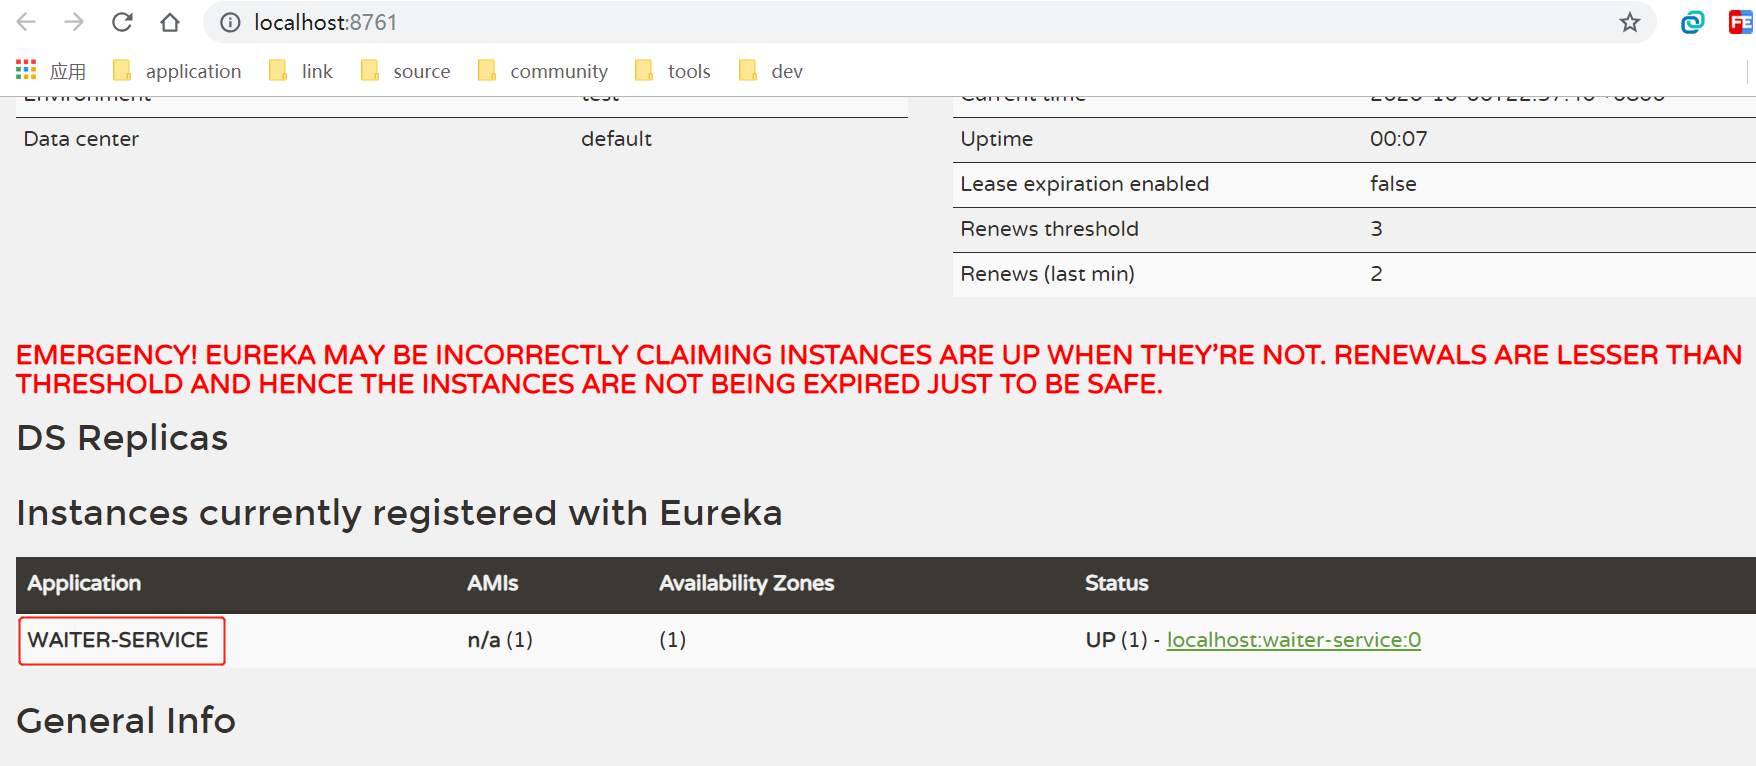 localhost:8761
FE
应用 application link source community tools dev
Environment test
Current time
Data center default
Uptime 00:07
Lease expiration enabled false
Renews threshold 3
Renews (last min) 2
EMERGENCY! EUREKA MAY BE INCORRECTLY CLAIMING INSTANCES ARE UP WHEN THEY’RE NOT. RENEWALS ARE LESSER THAN
THRESHOLD AND HENCE THE INSTANCES ARE NOT BEING EXPIRED JUST TO BE SAFE.
DS Replicas
Instances currently registered with Eureka
Application AMIs Availability Zones Status
WAITER-SERVICE n/a (1) (1) UP (1) - localhost:waiter-service:0
General Info